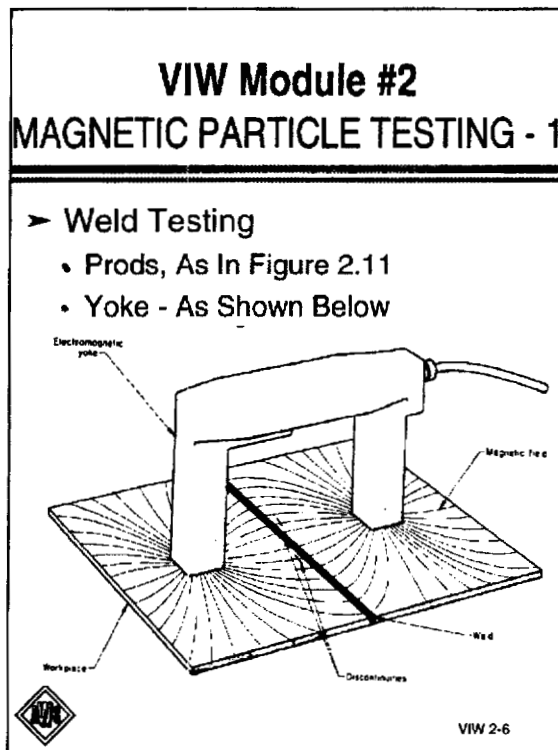 VIW Module #2
MAGNETIC PARTICLE TESTING - 1
➤ Weld Testing
• Prods, As In Figure 2.11
• Yoke - As Shown Below
Electromagnetic
yoke
Magnetic field
Weld
Discontinuities
Workpiece
VIW 2-6